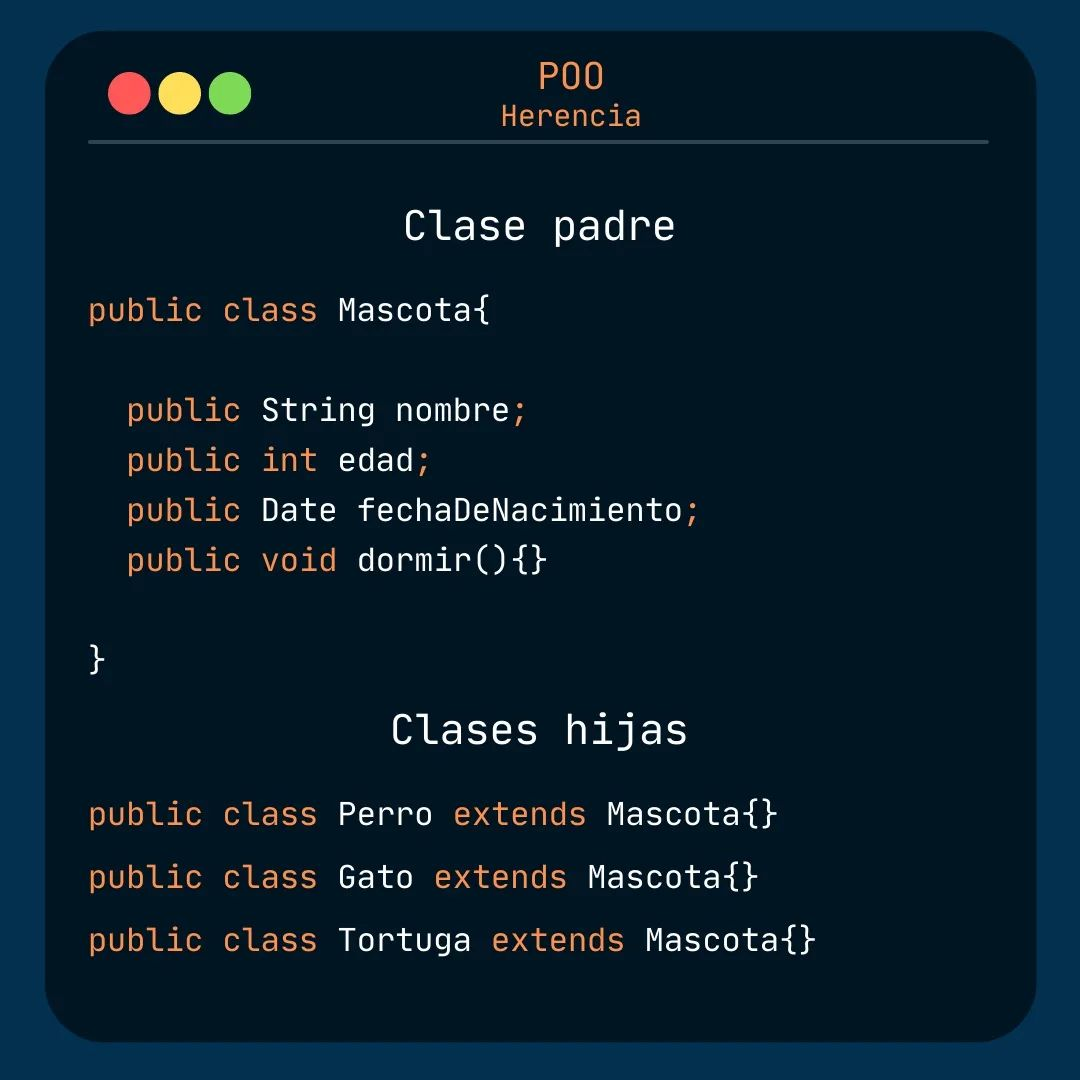 POO
Herencia
Clase padre
public class Mascota{
public String nombre;
public int edad;
public Date fechaDeNacimiento;
public void dormir(){}
}
Clases hijas
public class Perro extends Mascota{}
public class Gato extends Mascota{}
public class Tortuga extends Mascota{}